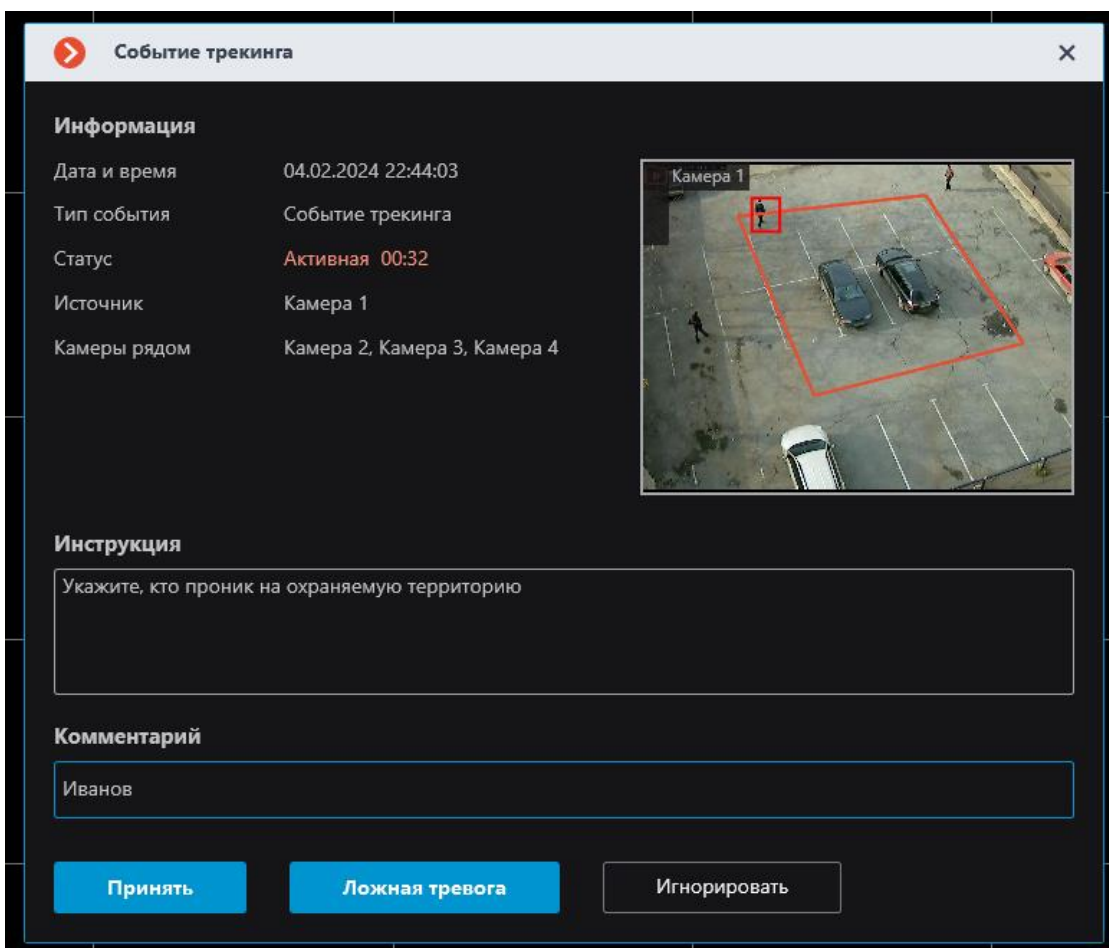 Событие трекинга
Информация
Дата и время 04.02.2024 22:44:03
Тип события Событие трекинга
Статус Активная 00:32
Источник Камера 1
Камеры рядом Камера 2, Камера 3, Камера 4
Камера 1
Инструкция
Укажите, кто проник на охраняемую территорию
Комментарий
Иванов
Принять Ложная тревога Игнорировать